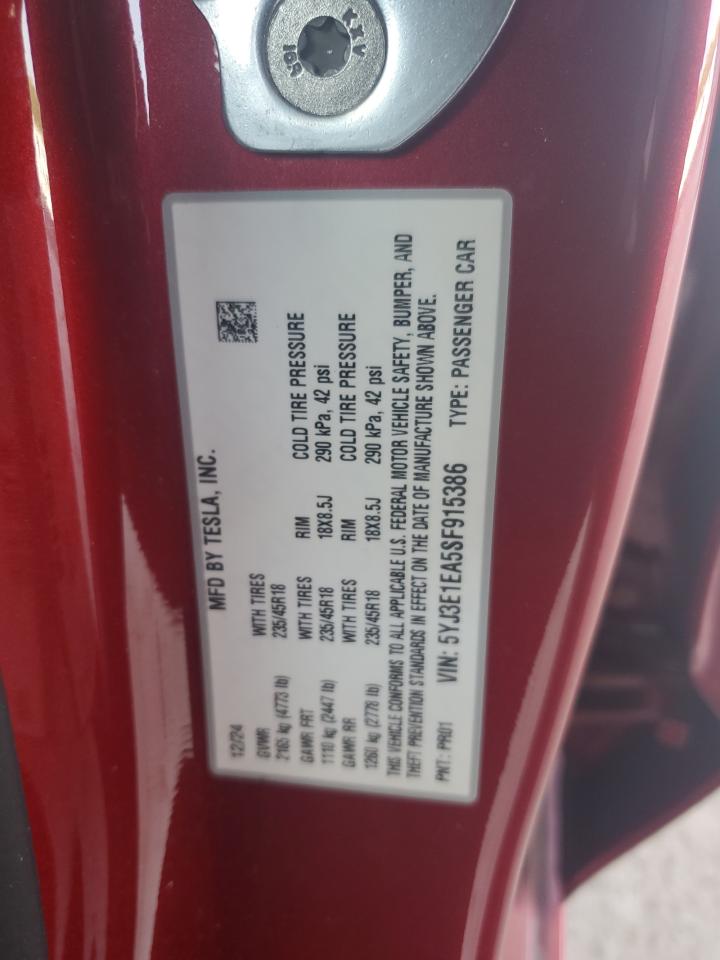 MFD BY TESLA, INC.
12/24
GVWR WITH TIRES
2165 kg (4773 lb) 235/45R18
GAWR FRT WITH TIRES RIM COLD TIRE PRESSURE
1110 kg (2447 lb) 235/45R18 18X8.5J 290 kPa, 42 psi
GAWR RR WITH TIRES RIM COLD TIRE PRESSURE
1260 kg (2778 lb) 235/45R18 18X8.5J 290 kPa, 42 psi
THIS VEHICLE CONFORMS TO ALL APPLICABLE U.S. FEDERAL MOTOR VEHICLE SAFETY, BUMPER, AND
THEFT PREVENTION STANDARDS IN EFFECT ON THE DATE OF MANUFACTURE SHOWN ABOVE.
PNT: PR01 VIN: 5YJ3E1EA5SF915386 TYPE: PASSENGER CAR